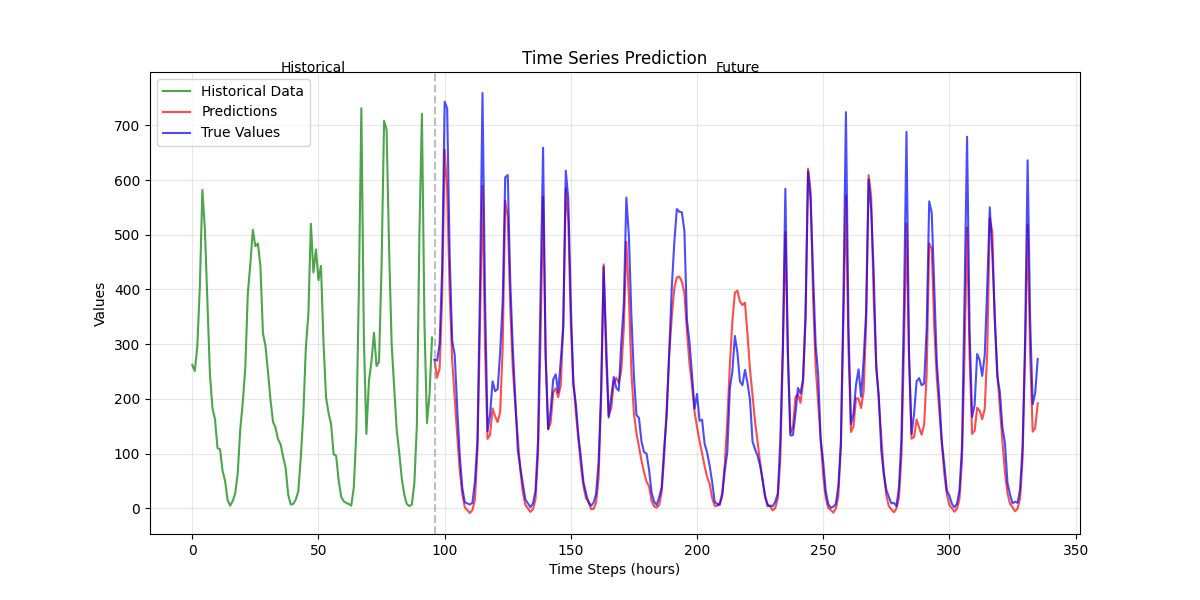 Time Series Prediction
Historical
Future
Historical Data
Predictions
True Values
Values
700
600
500
400
300
200
100
0
0
50
100
150
200
250
300
350
Time Steps (hours)